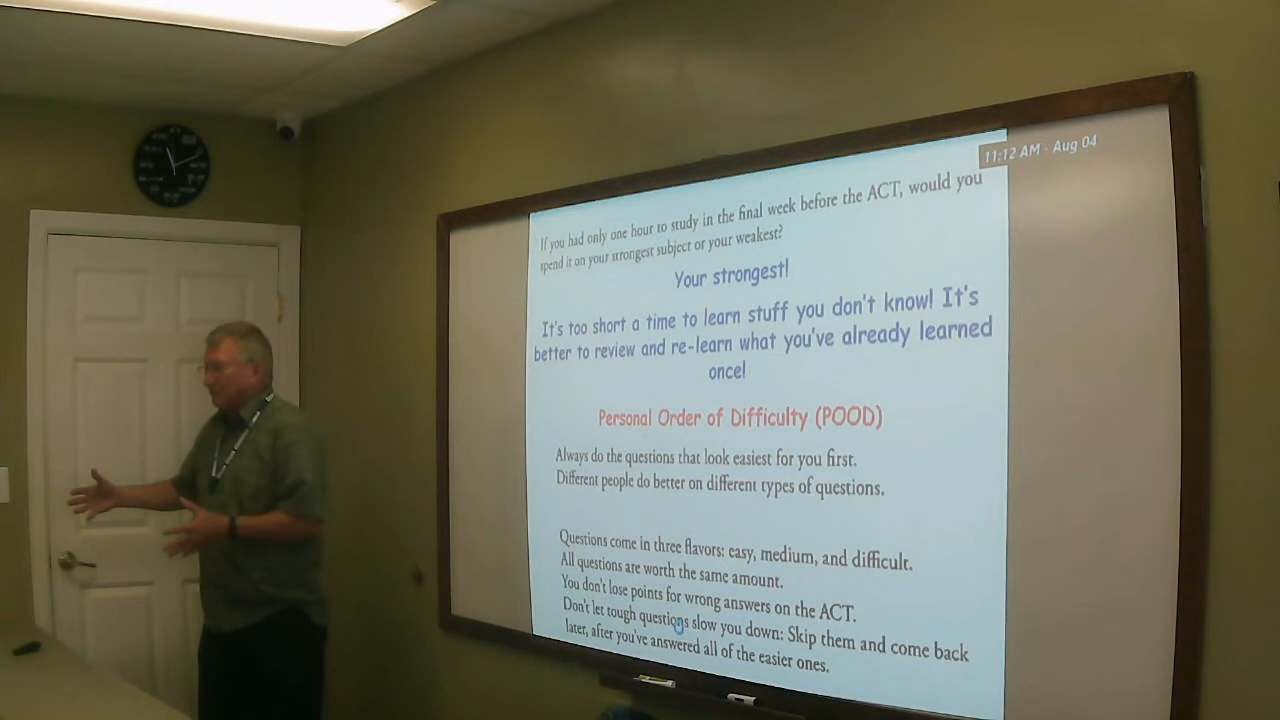 11:12 AM - Aug 04
If you had only one hour to study in the final week before the ACT, would you
spend it on your strongest subject or your weakest?
Your strongest!
It's too short a time to learn stuff you don't know! It's
better to review and re-learn what you've already learned
once!
Personal Order of Difficulty (POOD)
Always do the questions that look easiest for you first.
Different people do better on different types of questions.
Questions come in three flavors: easy, medium, and difficult.
All questions are worth the same amount.
You don't lose points for wrong answers on the ACT.
Don't let tough questions slow you down: Skip them and come back
later, after you've answered all of the easier ones.